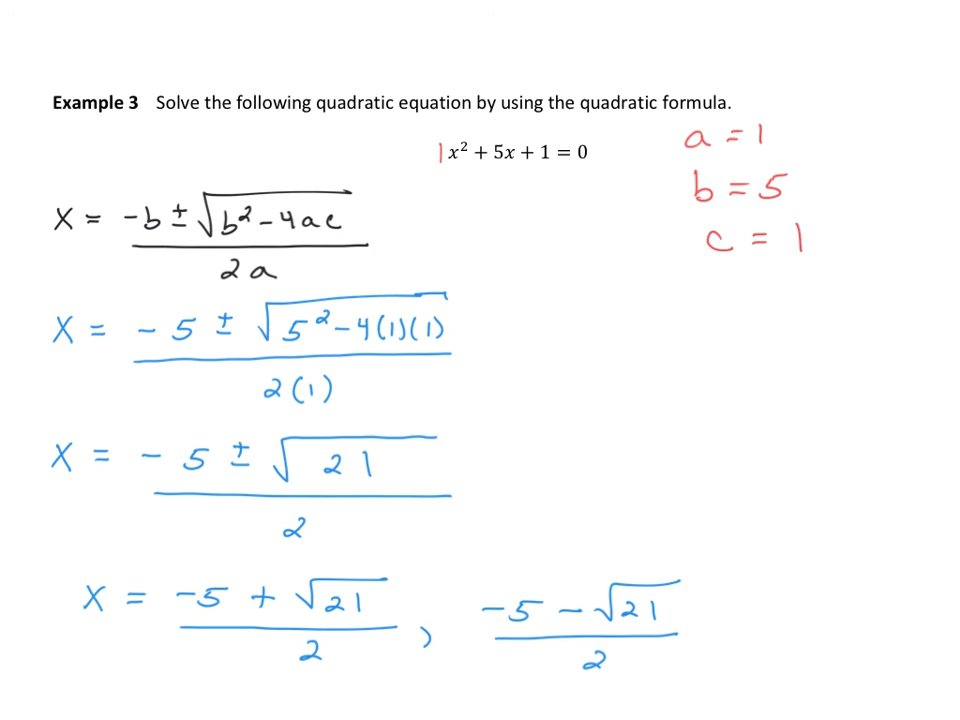 Example 3 Solve the following quadratic equation by using the quadratic formula.
1x² + 5x + 1 = 0
a = 1
b = 5
c = 1
x = (-b ± √(b² - 4ac)) / 2a
x = (-5 ± √(5² - 4(1)(1))) / 2(1)
x = (-5 ± √21) / 2
x = (-5 + √21) / 2 , (-5 - √21) / 2